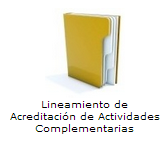 Lineamiento de
Acreditación de Actividades
Complementarias